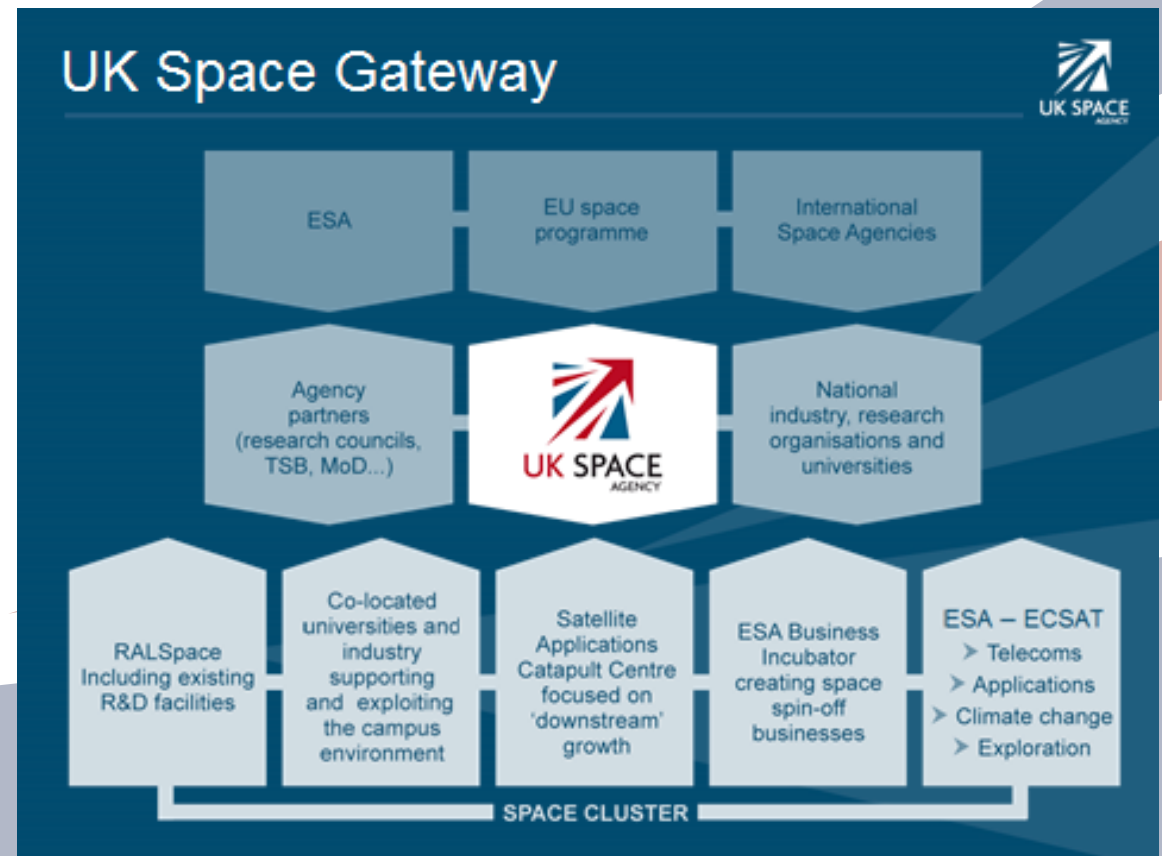 UK Space Gateway
UK SPACE
AGENCY
ESA
EU space
programme
International
Space Agencies
Agency
partners
(research councils,
TSB, MoD...)
UK SPACE
AGENCY
National
industry, research
organisations and
universities
RALSpace
Including existing
R&D facilities
Co-located
universities and
industry
supporting
and exploiting
the campus
environment
Satellite
Applications
Catapult Centre
focused on
‘downstream’
growth
ESA Business
Incubator
creating space
spin-off
businesses
ESA – ECSAT
➢ Telecoms
➢ Applications
➢ Climate change
➢ Exploration
SPACE CLUSTER